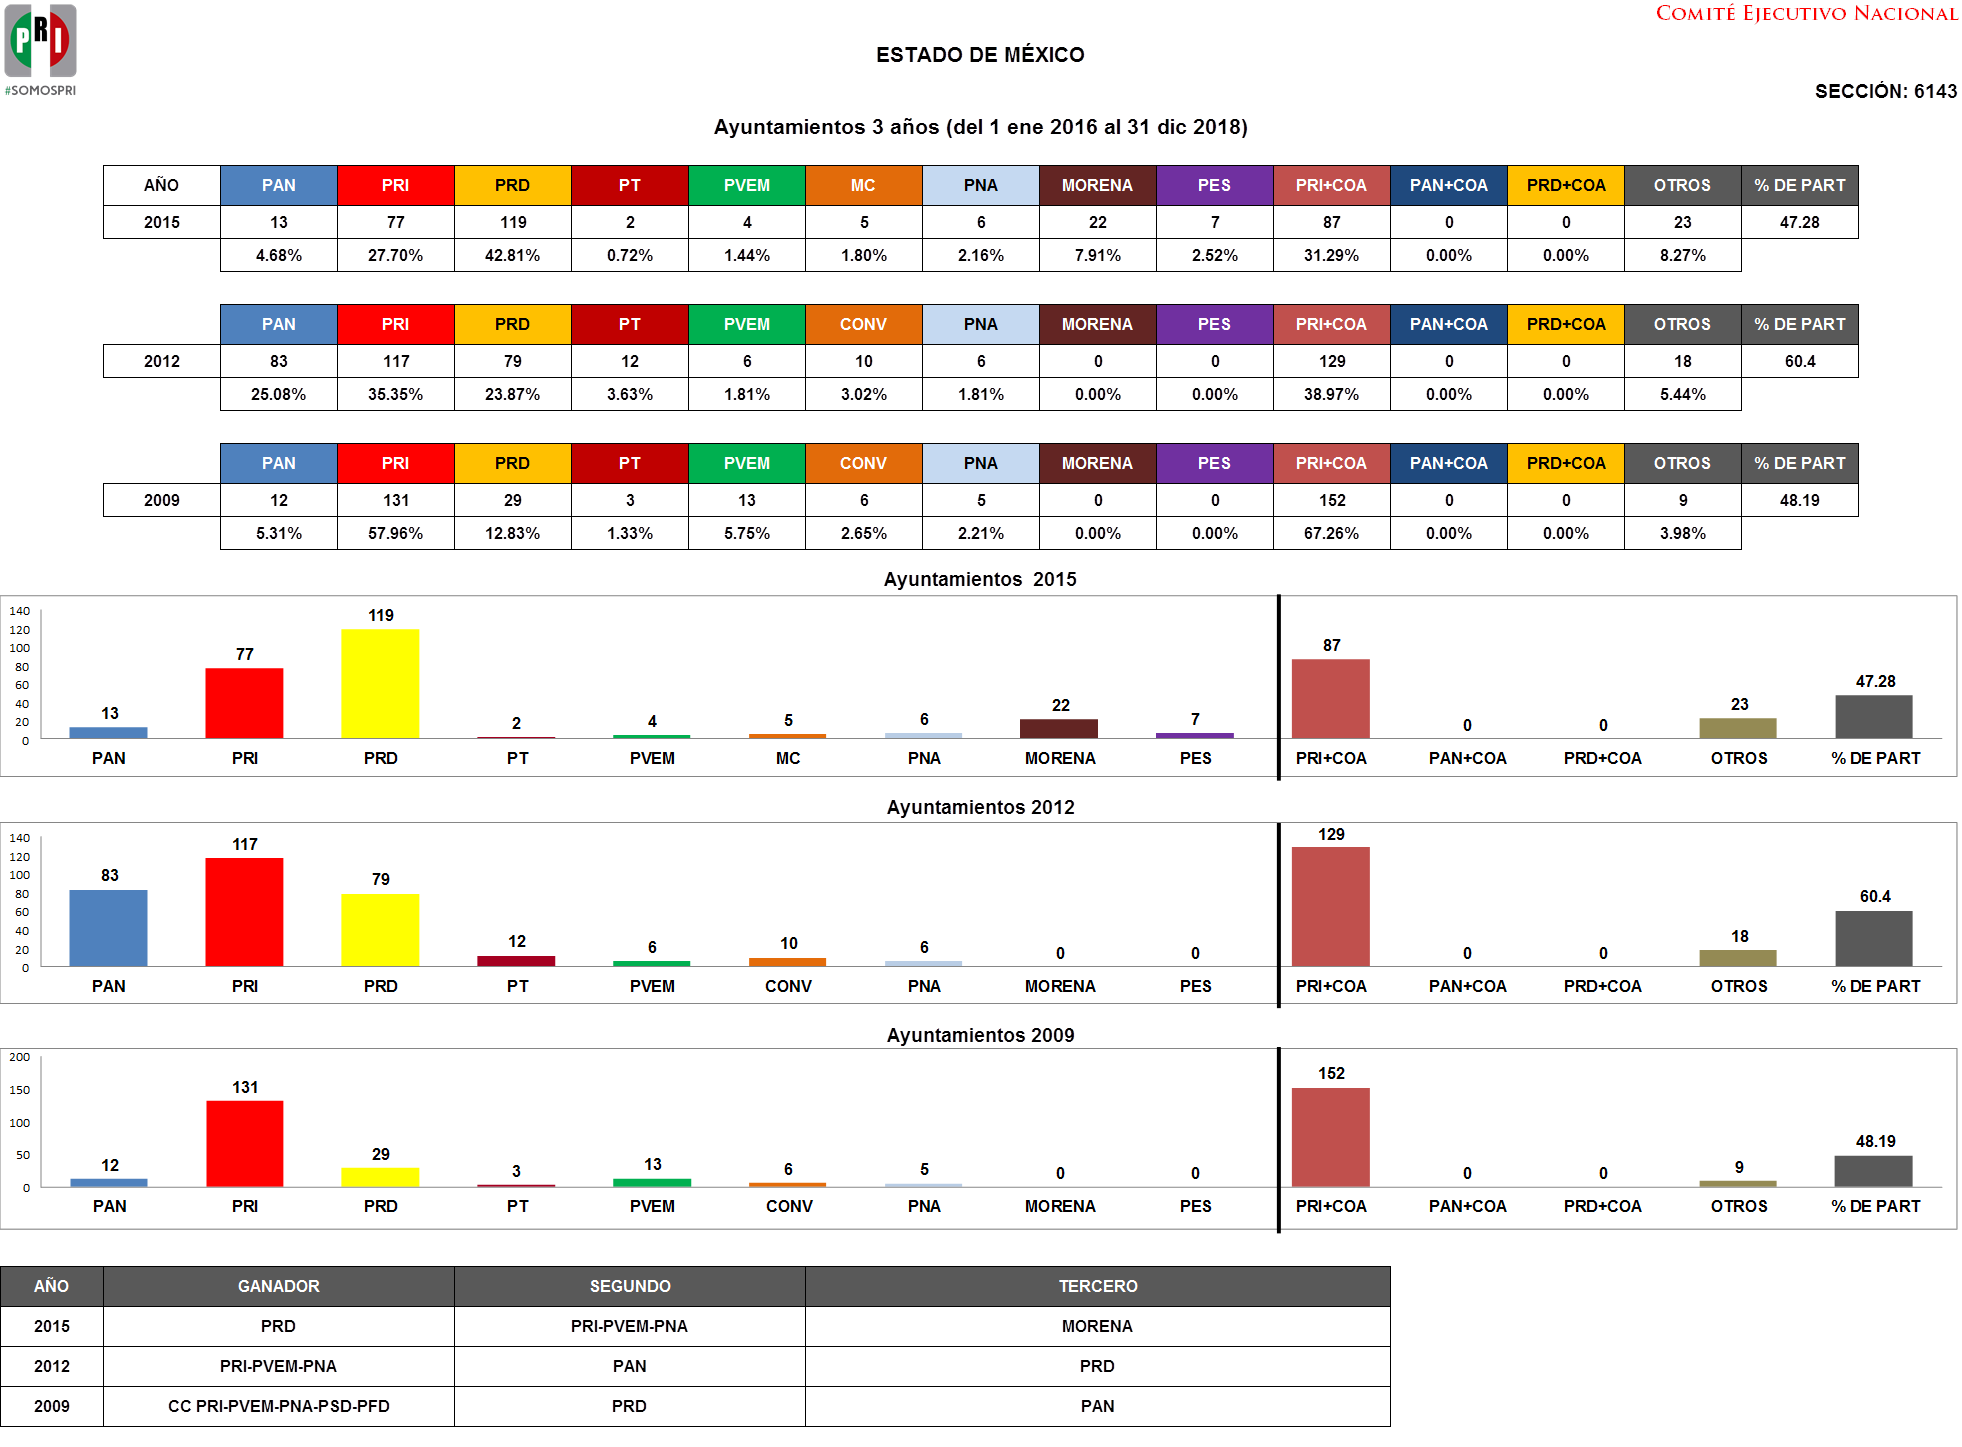 PRI
#SOMOSPRI
COMITÉ EJECUTIVO NACIONAL
ESTADO DE MÉXICO
SECCIÓN: 6143
Ayuntamientos 3 años (del 1 ene 2016 al 31 dic 2018)
AÑO PAN PRI PRD PT PVEM MC PNA MORENA PES PRI+COA PAN+COA PRD+COA OTROS % DE PART
2015 13 77 119 2 4 5 6 22 7 87 0 0 23 47.28
4.68% 27.70% 42.81% 0.72% 1.44% 1.80% 2.16% 7.91% 2.52% 31.29% 0.00% 0.00% 8.27%
PAN PRI PRD PT PVEM CONV PNA MORENA PES PRI+COA PAN+COA PRD+COA OTROS % DE PART
2012 83 117 79 12 6 10 6 0 0 129 0 0 18 60.4
25.08% 35.35% 23.87% 3.63% 1.81% 3.02% 1.81% 0.00% 0.00% 38.97% 0.00% 0.00% 5.44%
PAN PRI PRD PT PVEM CONV PNA MORENA PES PRI+COA PAN+COA PRD+COA OTROS % DE PART
2009 12 131 29 3 13 6 5 0 0 152 0 0 9 48.19
5.31% 57.96% 12.83% 1.33% 5.75% 2.65% 2.21% 0.00% 0.00% 67.26% 0.00% 0.00% 3.98%
Ayuntamientos 2015
140
120
100
80
60
40
20
0
13 77 119 2 4 5 6 22 7 87 0 0 23 47.28
PAN PRI PRD PT PVEM MC PNA MORENA PES PRI+COA PAN+COA PRD+COA OTROS % DE PART
Ayuntamientos 2012
140
120
100
80
60
40
20
0
83 117 79 12 6 10 6 0 0 129 0 0 18 60.4
PAN PRI PRD PT PVEM CONV PNA MORENA PES PRI+COA PAN+COA PRD+COA OTROS % DE PART
Ayuntamientos 2009
200
150
100
50
0
12 131 29 3 13 6 5 0 0 152 0 0 9 48.19
PAN PRI PRD PT PVEM CONV PNA MORENA PES PRI+COA PAN+COA PRD+COA OTROS % DE PART
AÑO GANADOR SEGUNDO TERCERO
2015 PRD PRI-PVEM-PNA MORENA
2012 PRI-PVEM-PNA PAN PRD
2009 CC PRI-PVEM-PNA-PSD-PFD PRD PAN